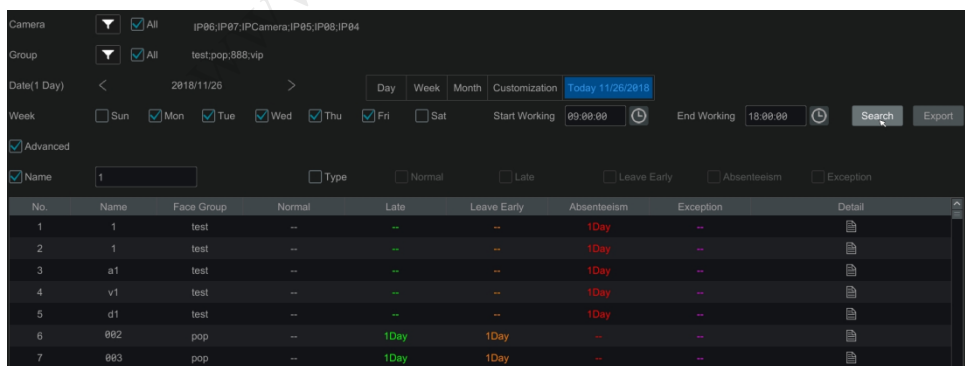 Camera All IP06;IP07;IPCamera;IP05;IP08;IP04
Group All test;pop;888;vip
Date(1 Day) < 2018/11/26 > Day Week Month Customization Today 11/26/2018
Week Sun Mon Tue Wed Thu Fri Sat Start Working 09:00:00 End Working 18:00:00 Search Export
Advanced
Name 1 Type Normal Late Leave Early Absenteeism Exception
No. Name Face Group Normal Late Leave Early Absenteeism Exception Detail
1 1 test -- -- -- 1Day --
2 1 test -- -- -- 1Day --
3 a1 test -- -- -- 1Day --
4 v1 test -- -- -- 1Day --
5 d1 test -- -- -- 1Day --
6 002 pop -- 1Day 1Day -- --
7 003 pop -- 1Day 1Day -- --